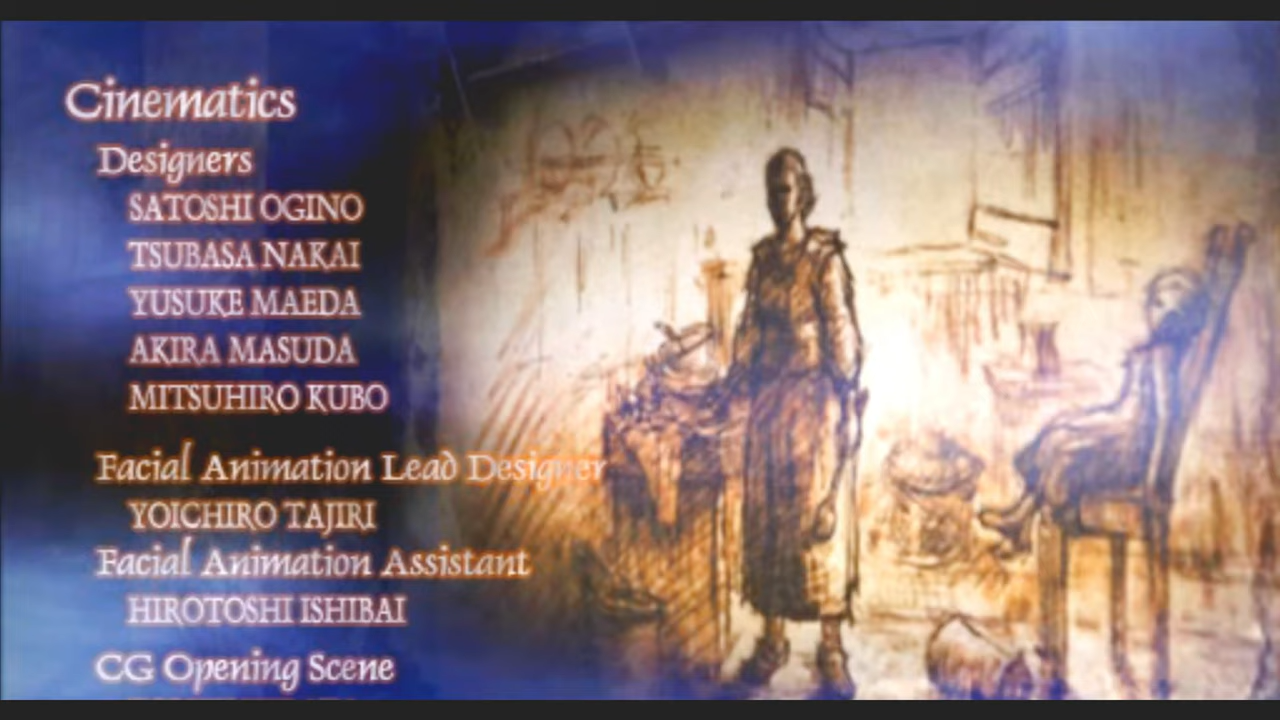 Cinematics
Designers
SATOSHI OGINO
TSUBASA NAKAI
YUSUKE MAEDA
AKIRA MASUDA
MITSUHIRO KUBO
Facial Animation Lead Designer
YOICHIRO TAJIRI
Facial Animation Assistant
HIROTOSHI ISHIBAI
CG Opening Scene